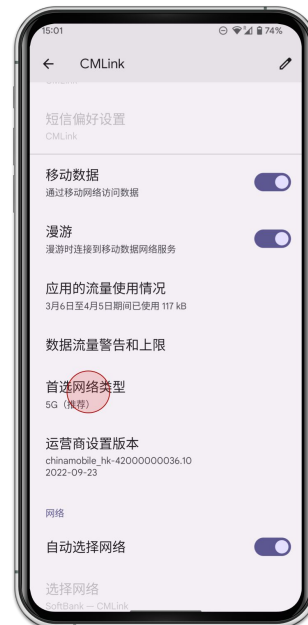 15:01
74%
CMLink
短信偏好设置
CMLink
移动数据
通过移动网络访问数据
漫游
漫游时连接到移动数据网络服务
应用的流量使用情况
3月6日至4月5日期间已使用 117 kB
数据流量警告和上限
首选网络类型
5G（推荐）
运营商设置版本
chinamobile_hk-42000000036.10
2022-09-23
网络
自动选择网络
选择网络
SoftBank — CMLink